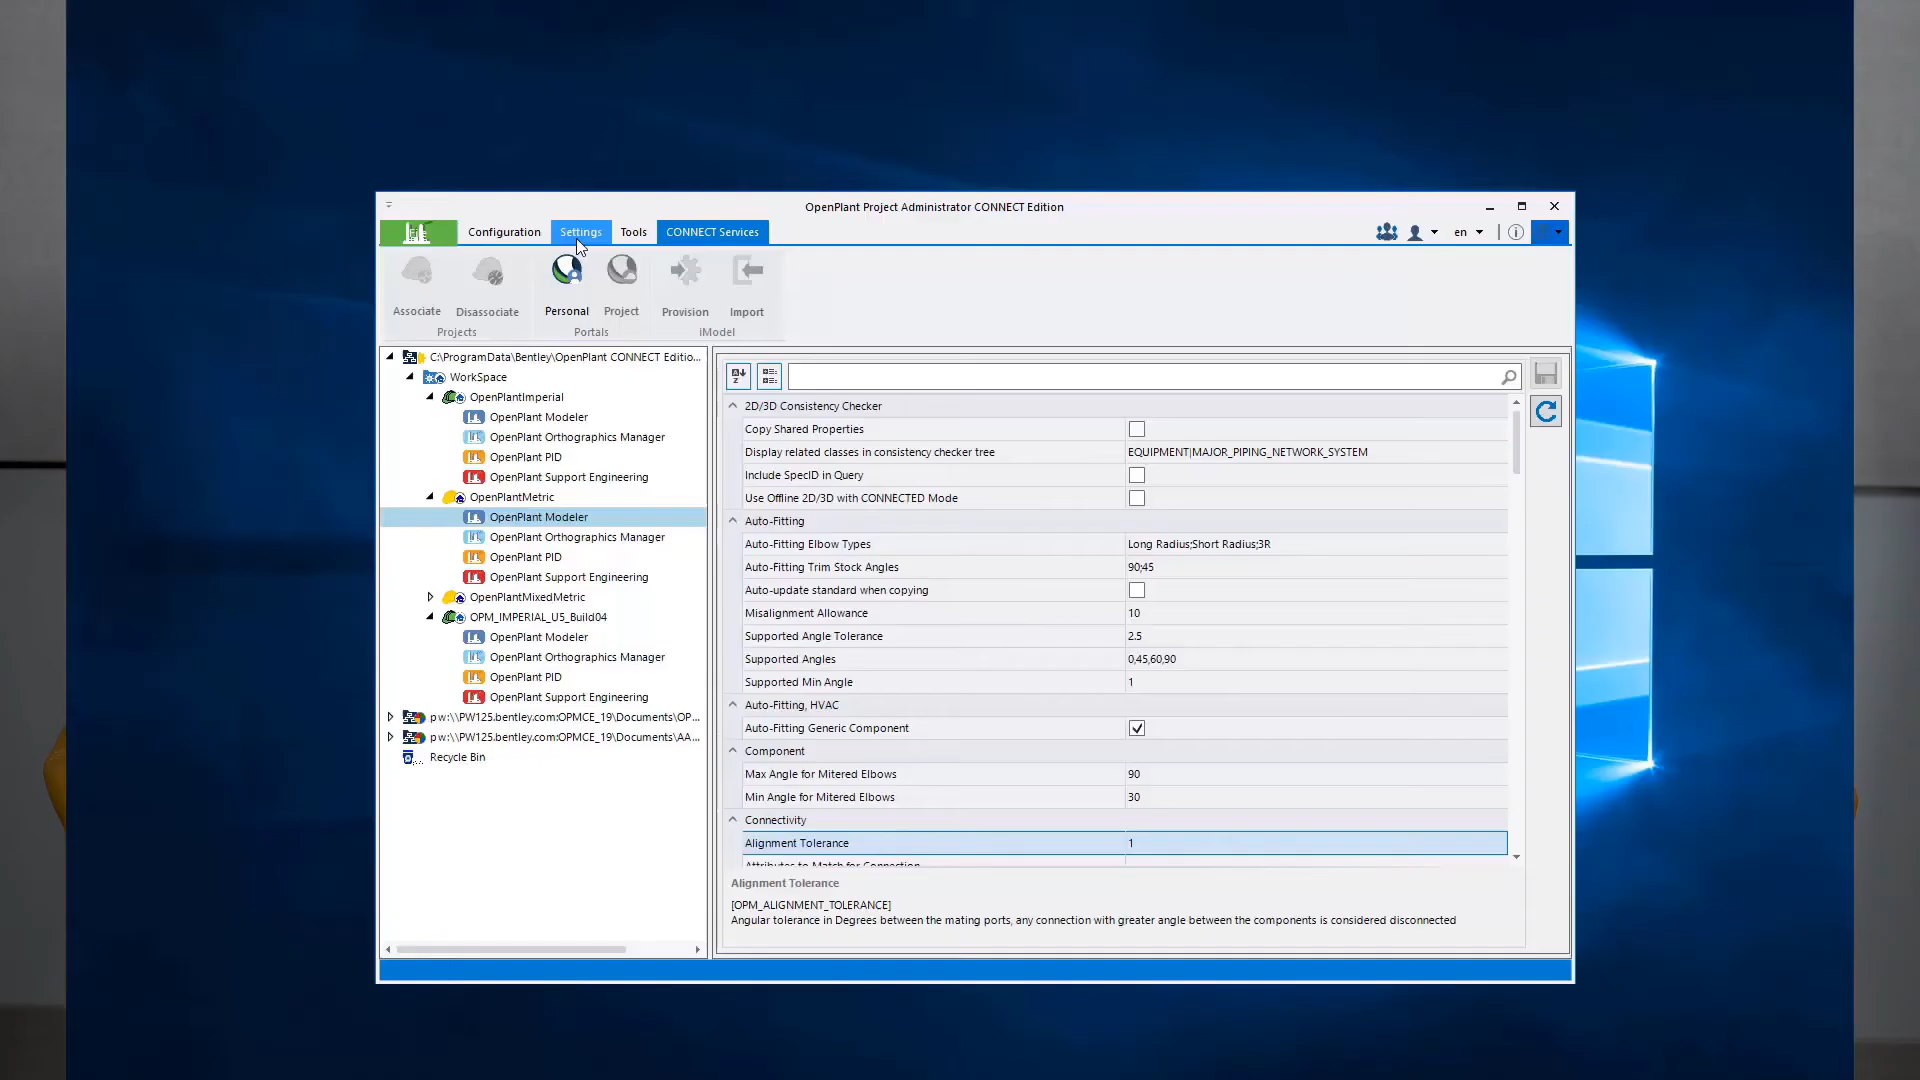 OpenPlant Project Administrator CONNECT Edition
Configuration Settings Tools CONNECT Services
en
Associate Disassociate Personal Project Provision Import
Projects Portals iModel
C:\ProgramData\Bentley\OpenPlant CONNECT Editio...
WorkSpace
OpenPlantImperial
OpenPlant Modeler
OpenPlant Orthographics Manager
OpenPlant PID
OpenPlant Support Engineering
OpenPlantMetric
OpenPlant Modeler
OpenPlant Orthographics Manager
OpenPlant PID
OpenPlant Support Engineering
OpenPlantMixedMetric
OPM_IMPERIAL_U5_Build04
OpenPlant Modeler
OpenPlant Orthographics Manager
OpenPlant PID
OpenPlant Support Engineering
pw:\\PW125.bentley.com:OPMCE_19\Documents\OP...
pw:\\PW125.bentley.com:OPMCE_19\Documents\AA...
Recycle Bin
2D/3D Consistency Checker
Copy Shared Properties
Display related classes in consistency checker tree EQUIPMENT|MAJOR_PIPING_NETWORK_SYSTEM
Include SpecID in Query
Use Offline 2D/3D with CONNECTED Mode
Auto-Fitting
Auto-Fitting Elbow Types Long Radius;Short Radius;3R
Auto-Fitting Trim Stock Angles 90;45
Auto-update standard when copying
Misalignment Allowance 10
Supported Angle Tolerance 2.5
Supported Angles 0,45,60,90
Supported Min Angle 1
Auto-Fitting, HVAC
Auto-Fitting Generic Component
Component
Max Angle for Mitered Elbows 90
Min Angle for Mitered Elbows 30
Connectivity
Alignment Tolerance 1
Attributes to Match for Connection
Alignment Tolerance
[OPM_ALIGNMENT_TOLERANCE]
Angular tolerance in Degrees between the mating ports, any connection with greater angle between the components is considered disconnected